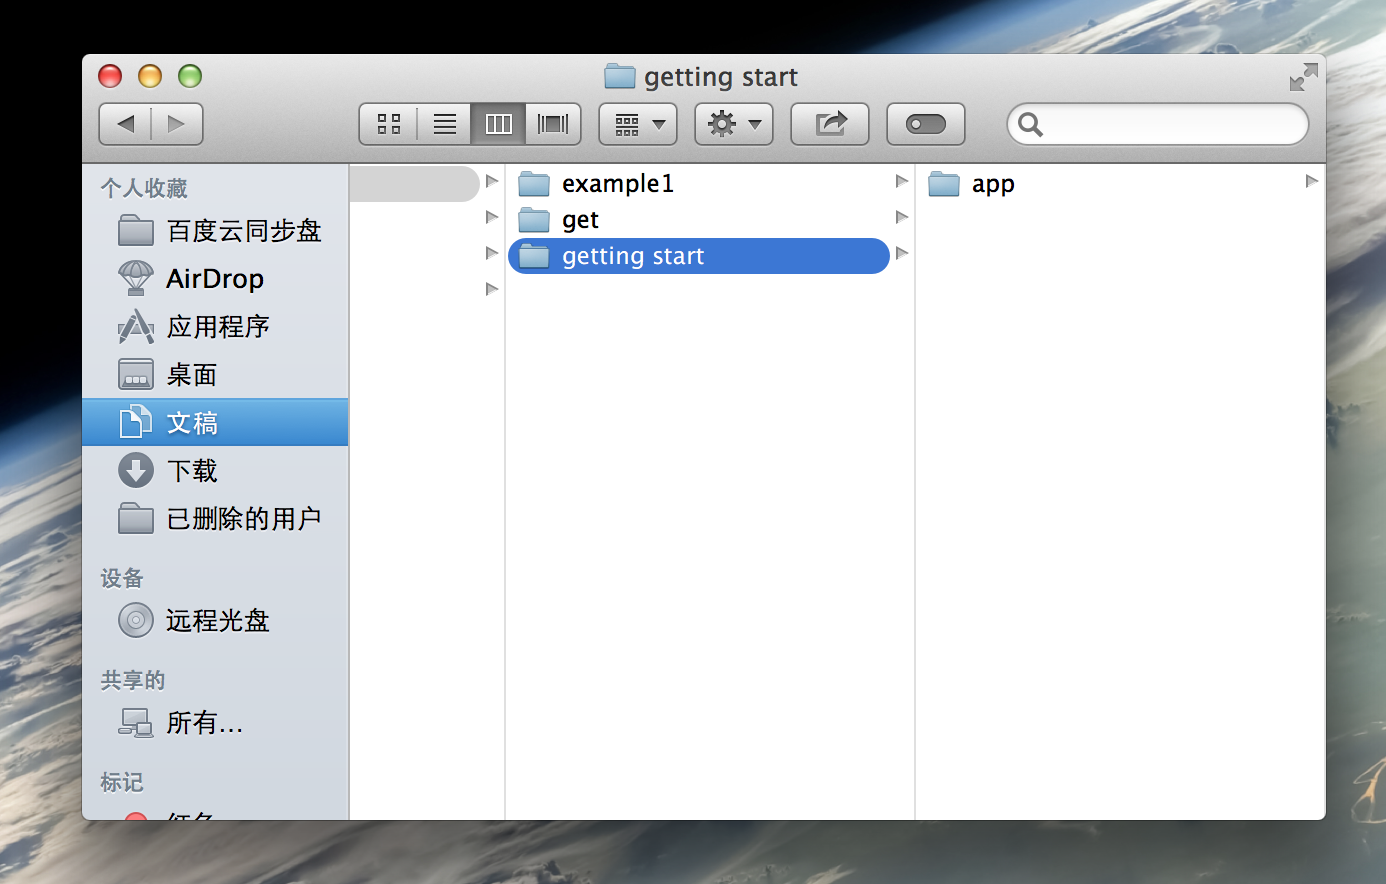 getting start
个人收藏
百度云同步盘
AirDrop
应用程序
桌面
文稿
下载
已删除的用户
设备
远程光盘
共享的
所有...
标记
红色
example1
get
getting start
app